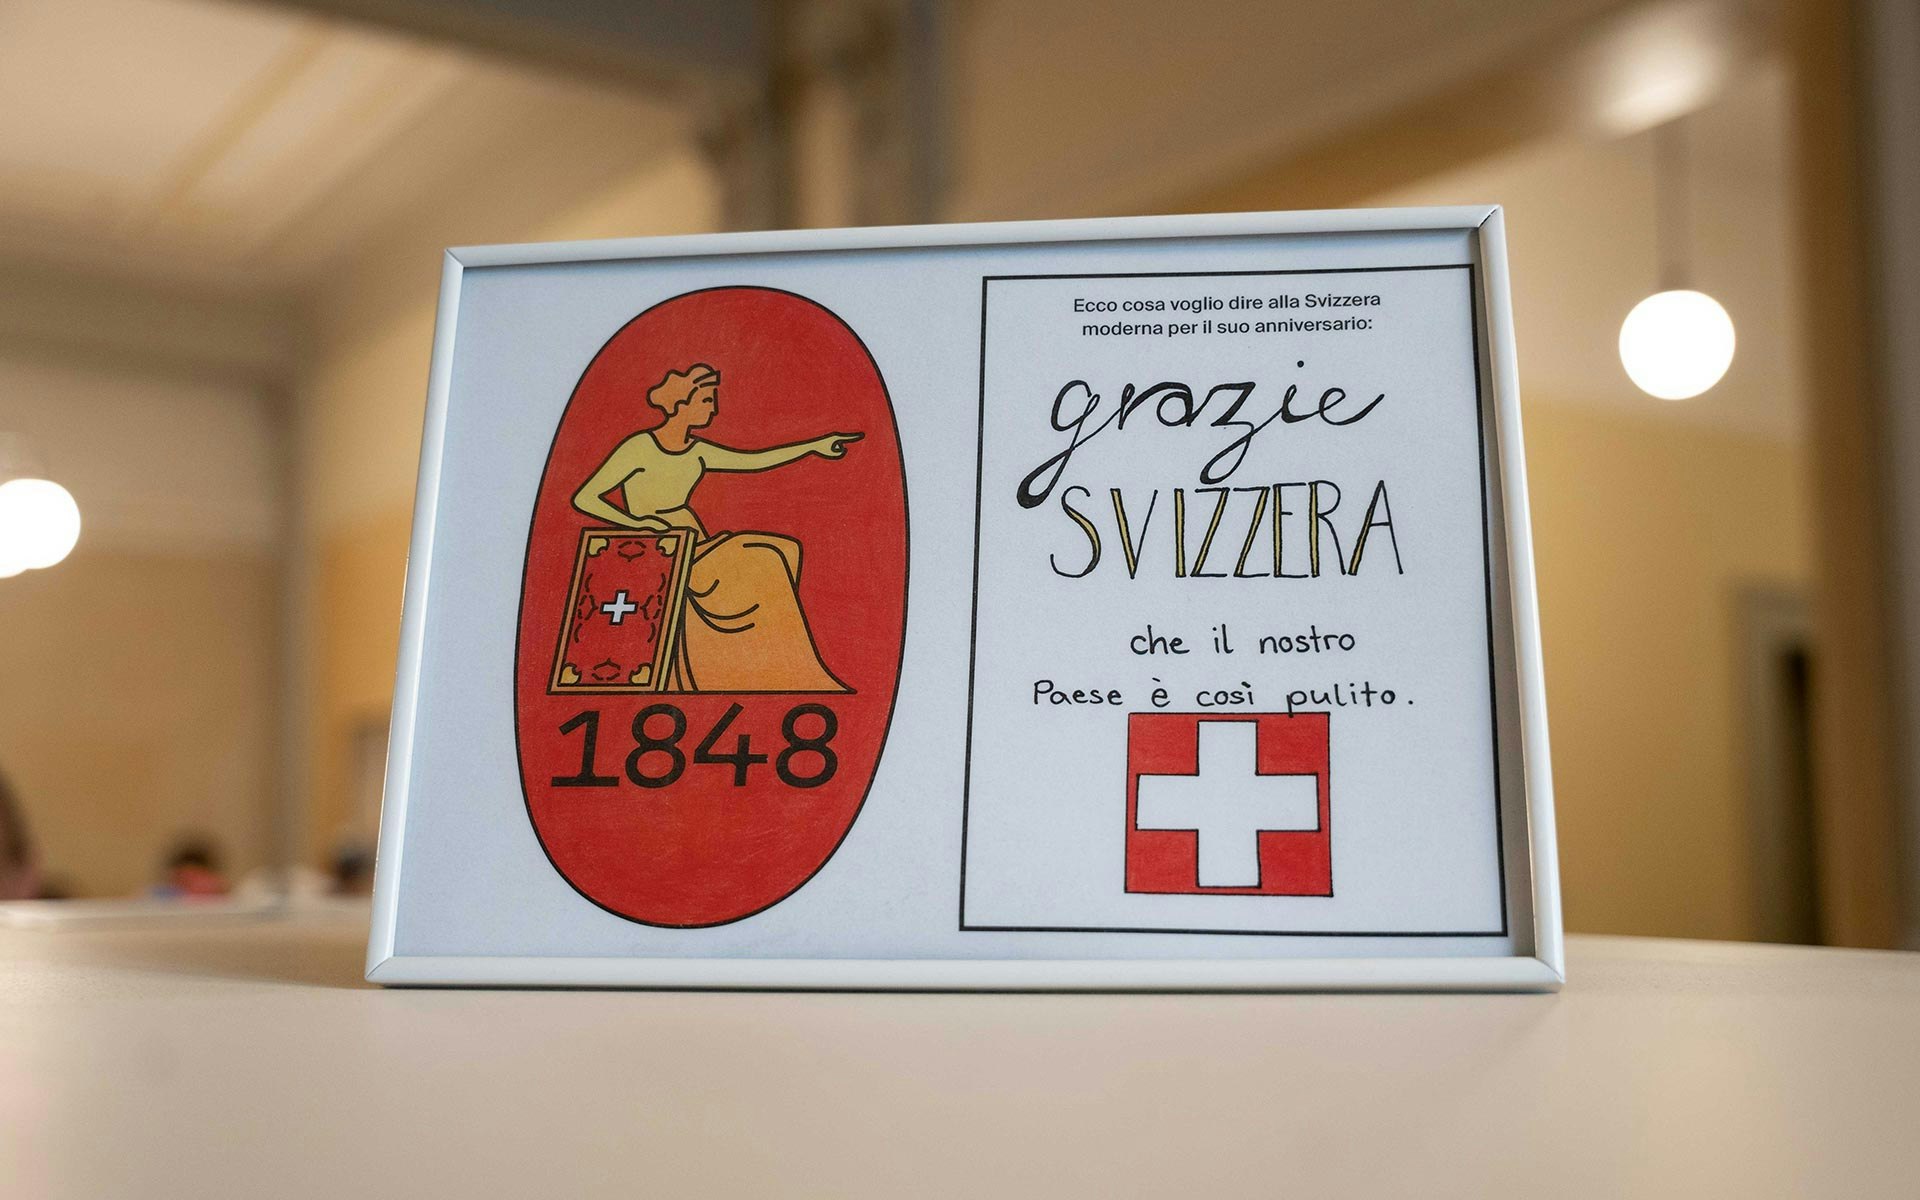 1848
Ecco cosa voglio dire alla Svizzera
moderna per il suo anniversario:
grazie
SVIZZERA
che il nostro
Paese è così pulito.